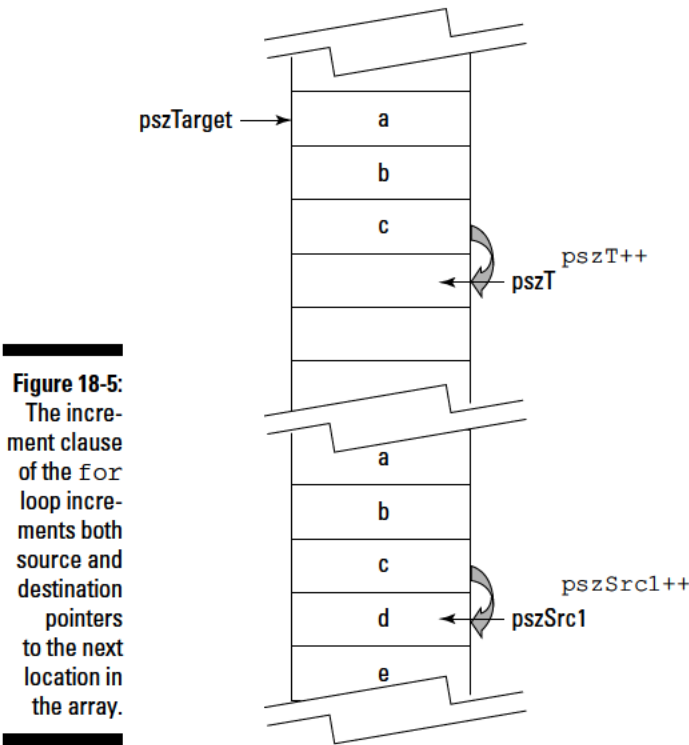 pszTarget
a
b
c
pszT++
pszT
Figure 18-5:
The incre-
ment clause
of the for
loop incre-
ments both
source and
destination
pointers
to the next
location in
the array.
a
b
c
pszSrc1++
d
pszSrc1
e